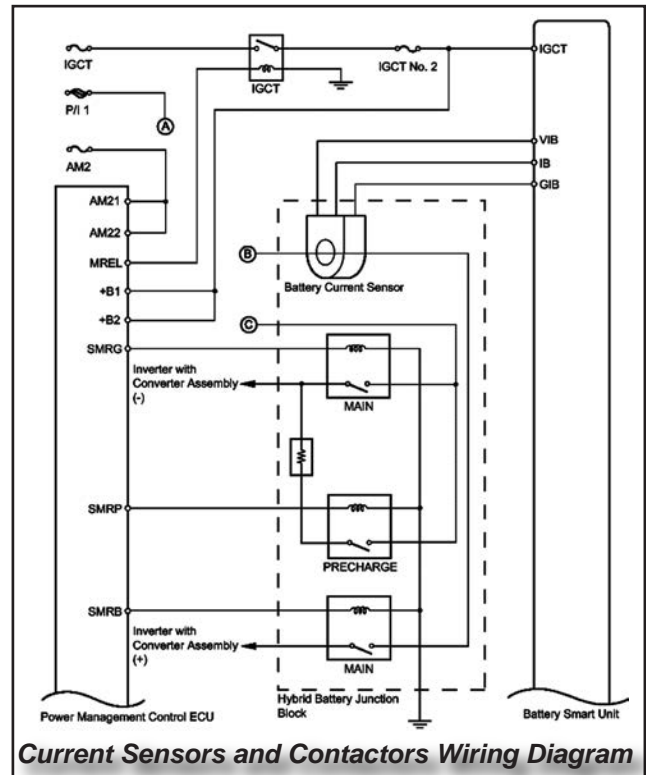 IGCT
IGCT
IGCT No. 2
IGCT
P/I 1
A
AM2
VIB
IB
GIB
AM21
AM22
MREL
+B1
+B2
SMRG
B
Battery Current Sensor
C
Inverter with
Converter Assembly
(-)
MAIN
SMRP
PRECHARGE
SMRB
Inverter with
Converter Assembly
(+)
MAIN
Hybrid Battery Junction
Block
Power Management Control ECU
Battery Smart Unit
Current Sensors and Contactors Wiring Diagram